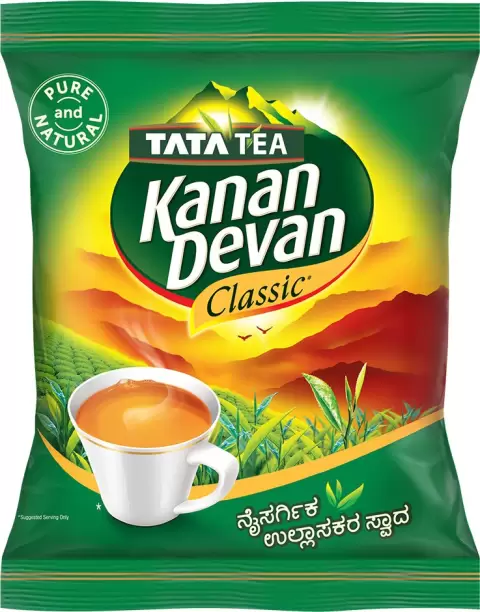 PURE
and
NATURAL
TATA TEA
Kanan
Devan
Classic
*Suggested Serving Only
*
ನೈಸರ್ಗಿಕ
ಉಲ್ಲಾಸಕರ ಸ್ವಾದ